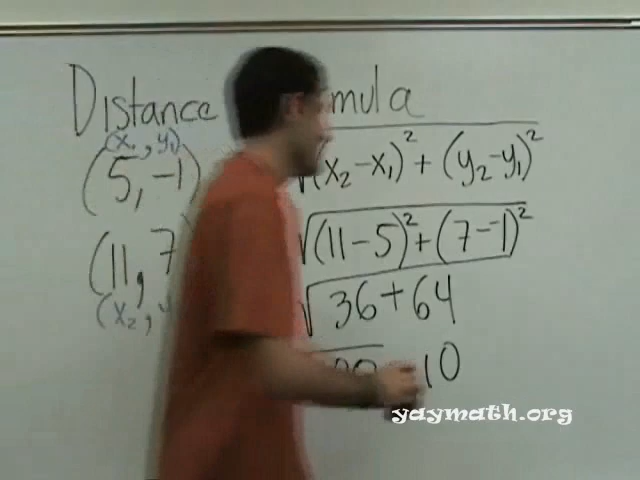 Distance mula
(x₁, y₁)
(5, -1)
(x₂-x₁)² + (y₂-y₁)²
(11, 7
(x₂,
√(11-5)² + (7--1)²
√36+64
10
yaymath.org